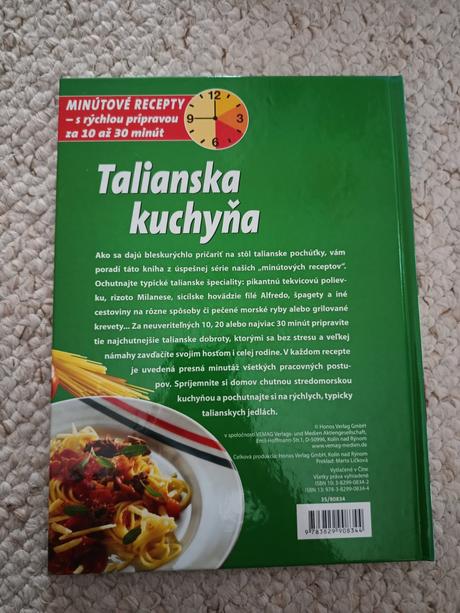 MINÚTOVÉ RECEPTY
– s rýchlou prípravou
za 10 až 30 minút
12
9
3
6
Talianska
kuchyňa
Ako sa dajú bleskurýchlo pričariť na stôl talianske pochúťky, vám
poradí táto kniha z úspešnej série našich „minútových receptov“.
Ochutnajte typické talianske špeciality: pikantnú tekvicovú poliev-
ku, rizoto Milanese, sicílske hovädzie filé Alfredo, špagety a iné
cestoviny na rôzne spôsoby či pečené morské ryby alebo grilované
krevety... Za neuveriteľných 10, 20 alebo najviac 30 minút pripravíte
tie najchutnejšie talianske dobroty, ktorými sa bez stresu a veľkej
námahy zavďačíte svojim hosťom i celej rodine. V každom recepte
je uvedená presná minutáž všetkých pracovných postu-
pov. Spríjemnite si domov chutnou stredomorskou
kuchyňou a pochutnajte si na rýchlych, typicky
talianskych jedlách.
© Honos Verlag GmbH
v spoločnosti VEMAG Verlags- und Medien Aktiengesellschaft,
Emil-Hoffmann-Str.1, D-50996, Kolín nad Rýnom
www.vemag-medien.de
Celková produkcia: Honos Verlag GmbH, Kolín nad Rýnom
Preklad: Marta Ličková
Vytlačené v Číne
Všetky práva vyhradené
ISBN 10: 3-8299-0834-2
ISBN 13: 978-3-8299-0834-4
35/80834
9 783829 908344